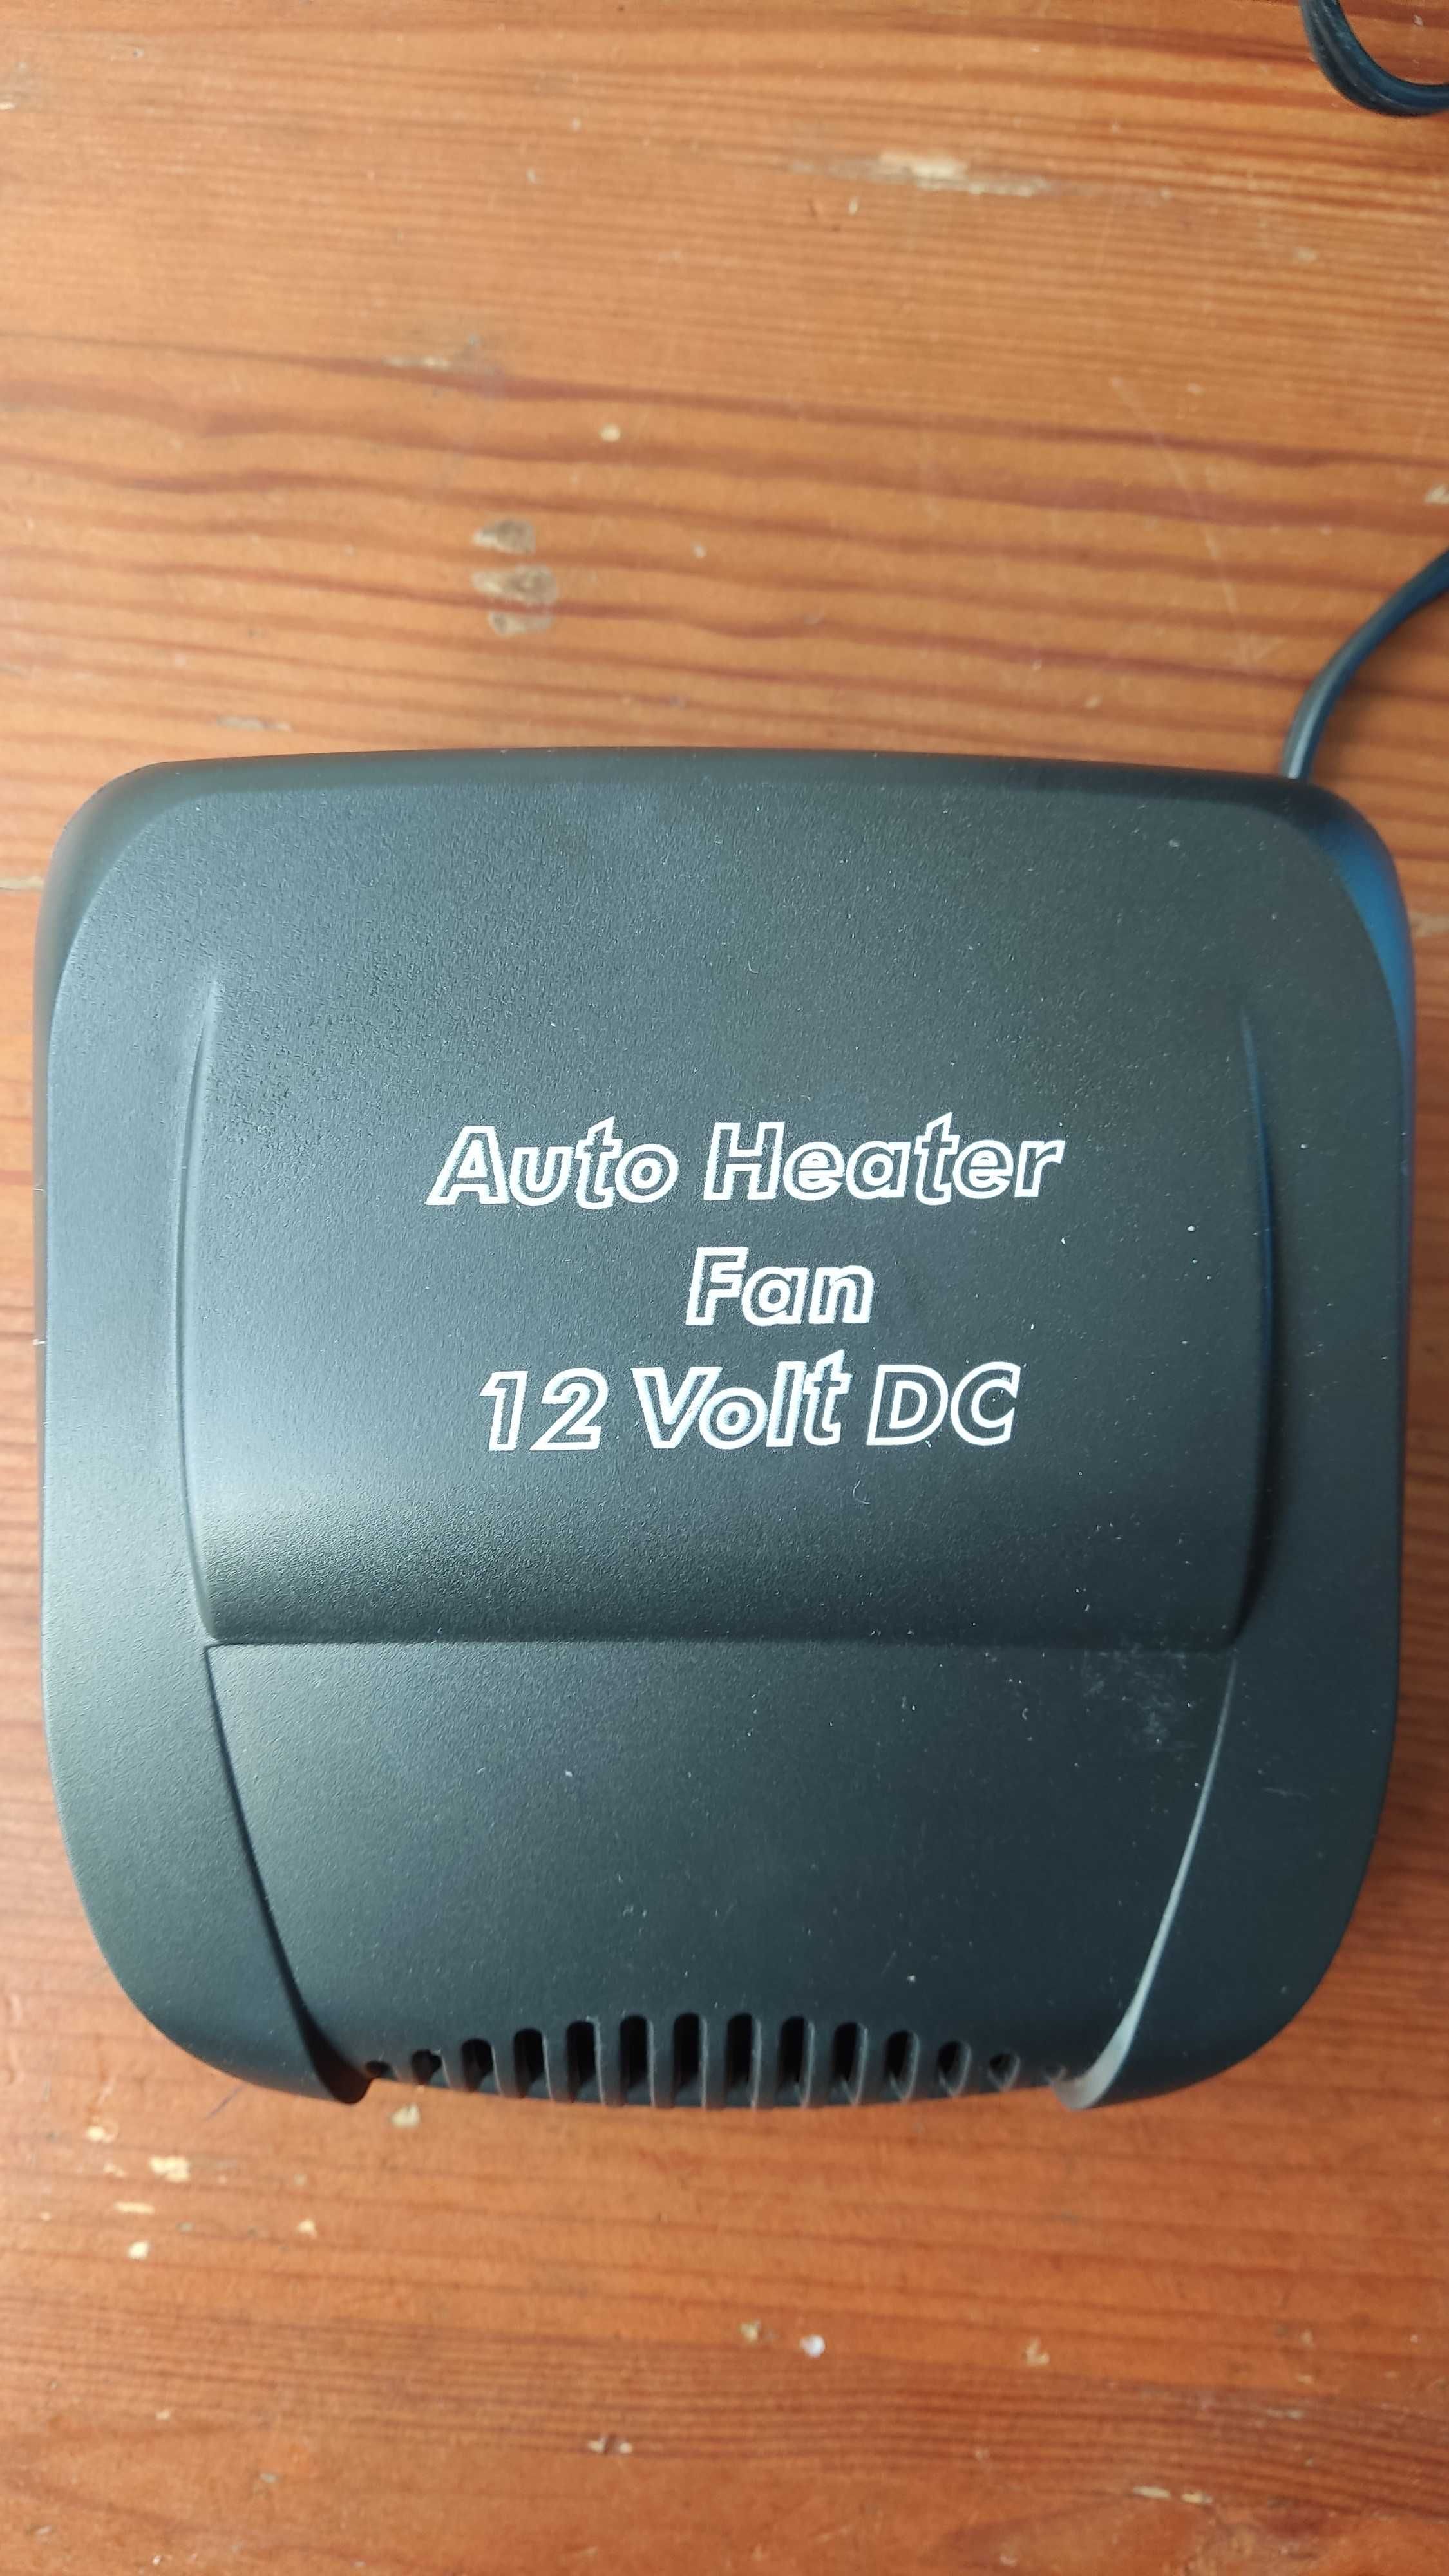 Auto Heater
Fan
12 Volt DC